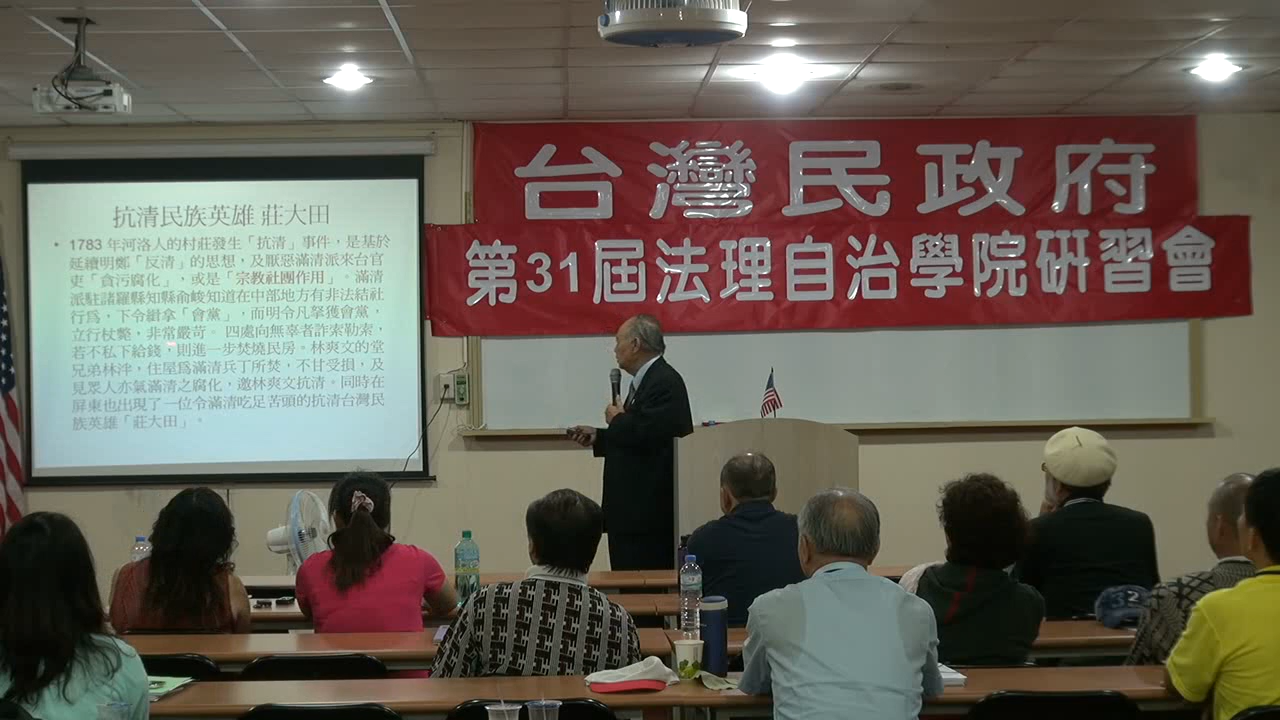 台灣民政府
第31屆法理自治學院研習會
抗清民族英雄 莊大田
• 1783 年河洛人的村莊發生「抗清」事件，是基於
延續明鄭「反清」的思想，及厭惡滿清派來台官
吏「貪污腐化」，或是「宗教社團作用」。滿清
派駐諸羅縣知縣俞峻知道在中部地方有非法結社
行為，下令緝拿「會黨」，而明令凡拏獲會黨，
立行杖斃，非常嚴苛。 四處向無辜者詐索勒索，
若不私下給錢，則進一步焚燒民房。林爽文的堂
兄弟林泮，住屋為滿清兵丁所焚，不甘受損，及
見眾人亦氣滿清之腐化，邀林爽文抗清。同時在
屏東也出現了一位令滿清吃足苦頭的抗清台灣民
族英雄「莊大田」。